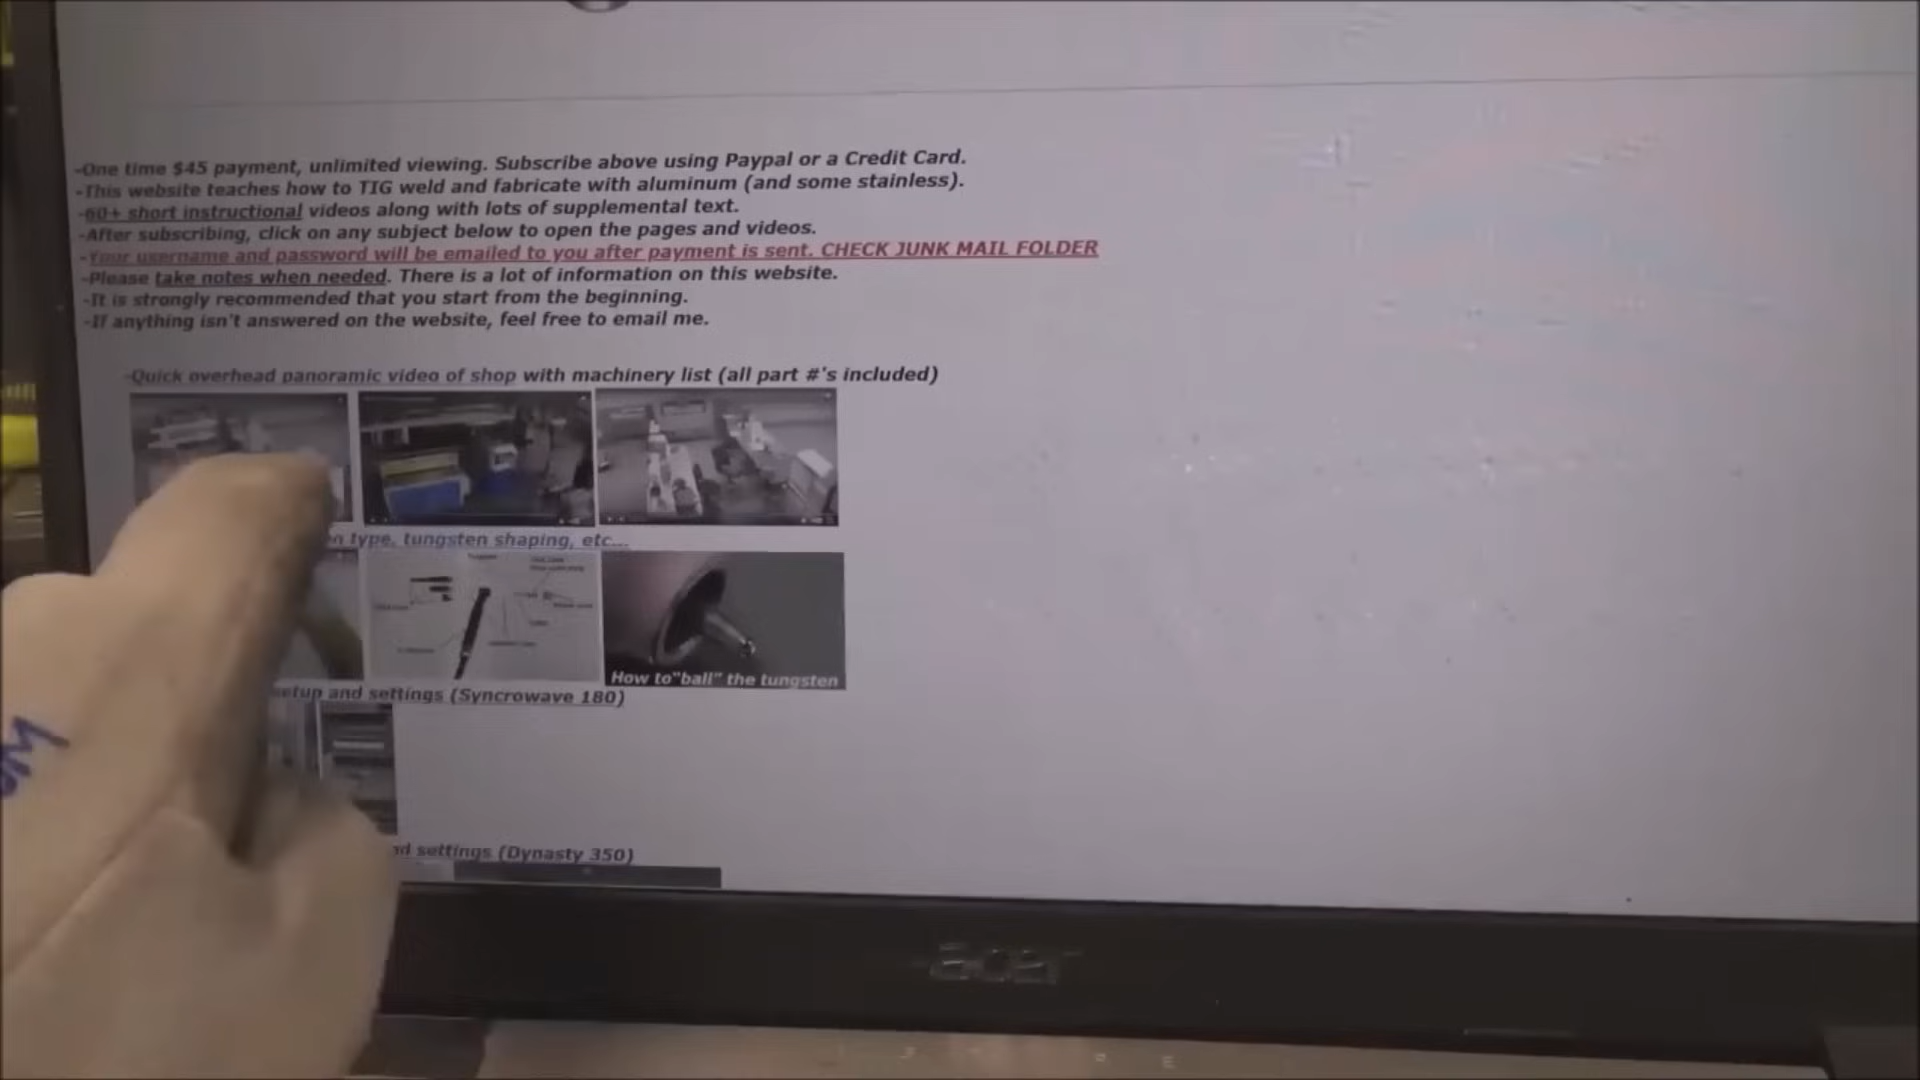 -One time $45 payment, unlimited viewing. Subscribe above using Paypal or a Credit Card.
-This website teaches how to TIG weld and fabricate with aluminum (and some stainless).
-60+ short instructional videos along with lots of supplemental text.
-After subscribing, click on any subject below to open the pages and videos.
-Your username and password will be emailed to you after payment is sent. CHECK JUNK MAIL FOLDER
-Please take notes when needed. There is a lot of information on this website.
-It is strongly recommended that you start from the beginning.
-If anything isn't answered on the website, feel free to email me.
-Quick overhead panoramic video of shop with machinery list (all part #'s included)
type, tungsten shaping, etc...
How to"ball" the tungsten
setup and settings (Syncrowave 180)
settings (Dynasty 350)
acer